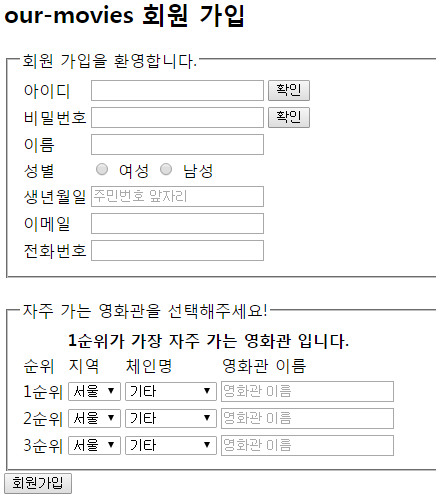 our-movies 회원 가입
회원 가입을 환영합니다.
아이디 확인
비밀번호 확인
이름
성별 여성 남성
생년월일 주민번호 앞자리
이메일
전화번호
자주 가는 영화관을 선택해주세요!
1순위가 가장 자주 가는 영화관 입니다.
순위 지역 체인명 영화관 이름
1순위 서울 기타 영화관 이름
2순위 서울 기타 영화관 이름
3순위 서울 기타 영화관 이름
회원가입